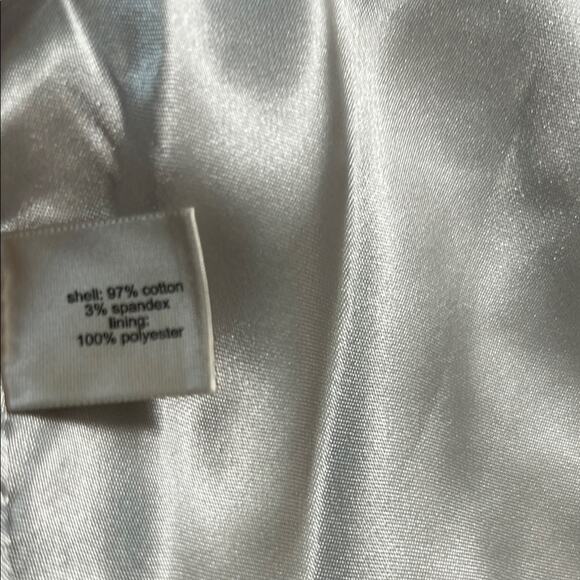 shell: 97% cotton
3% spandex
lining:
100% polyester